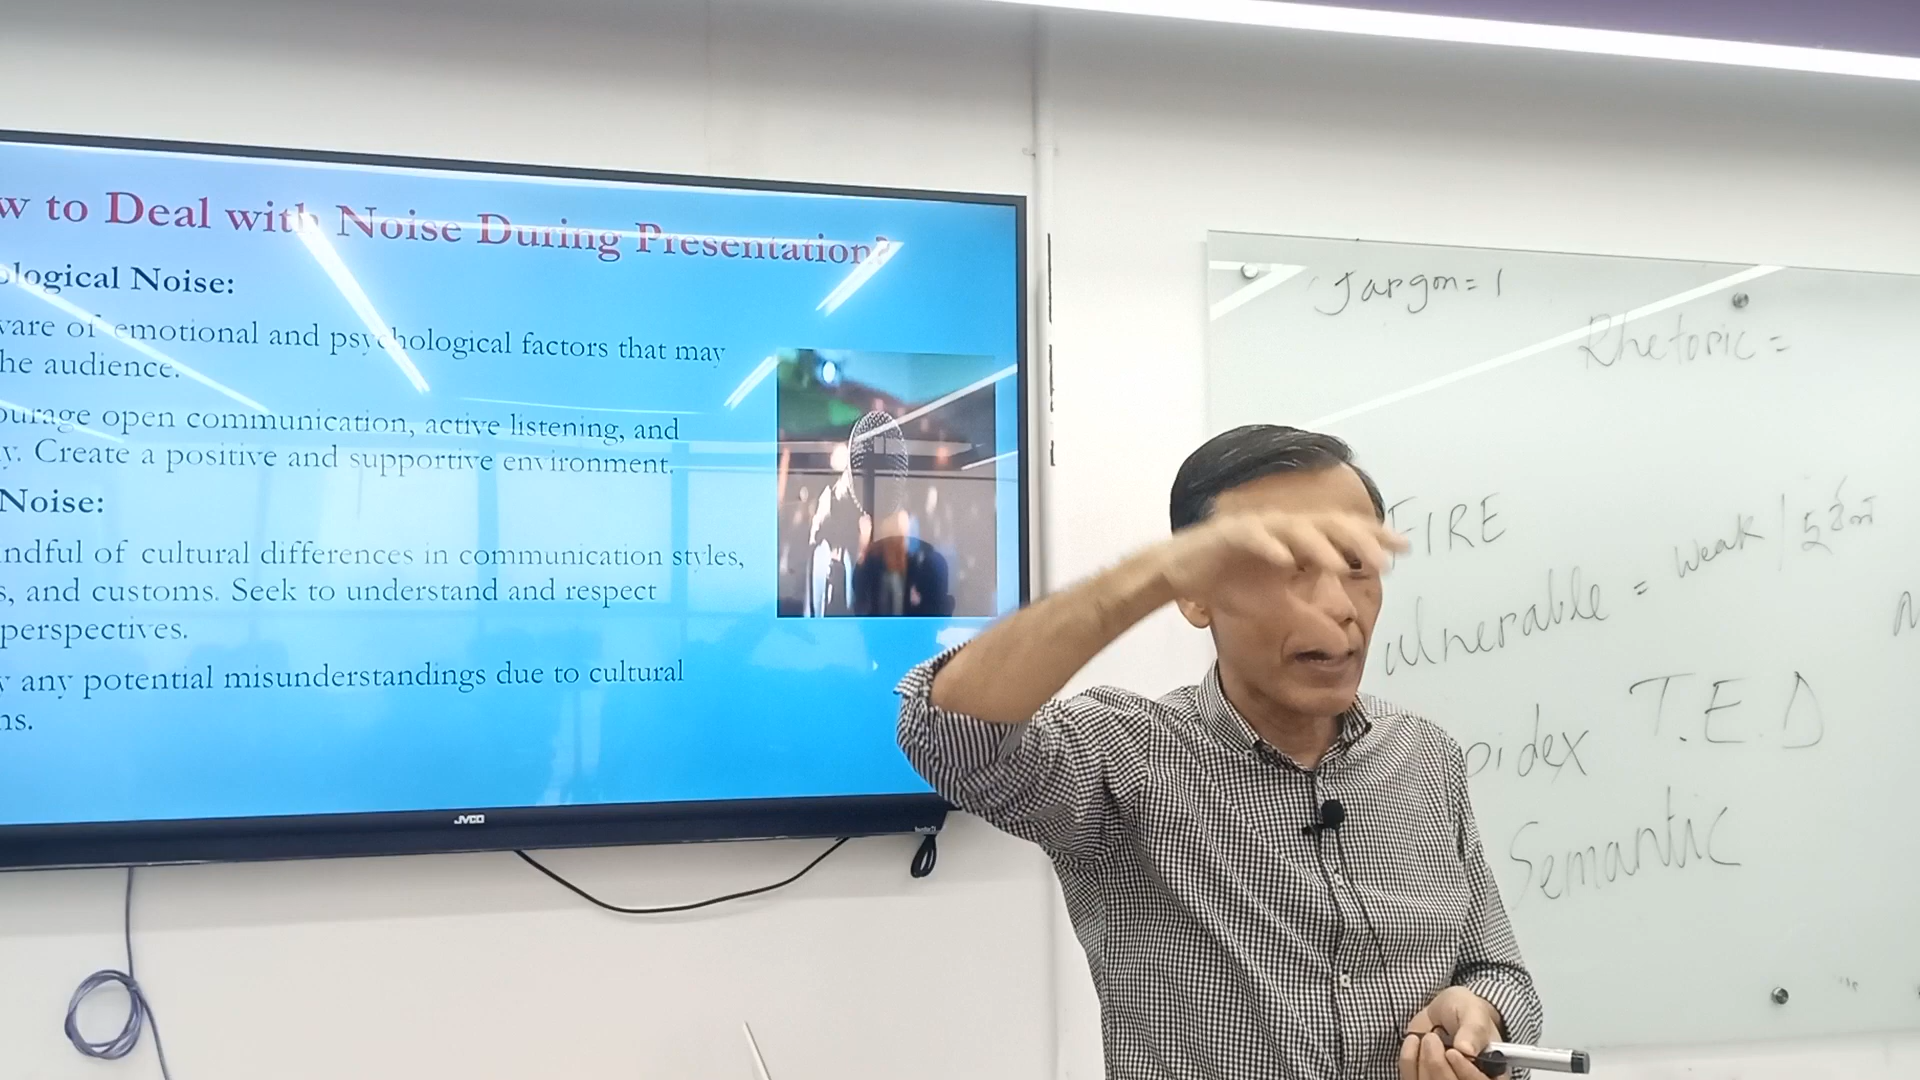 w to Deal with Noise During Presentation?
ological Noise:
vare of emotional and psychological factors that may
he audience.
ourage open communication, active listening, and
y. Create a positive and supportive environment.
Noise:
ndful of cultural differences in communication styles,
s, and customs. Seek to understand and respect
perspectives.
y any potential misunderstandings due to cultural
ns.
JVCO
Jargon = 1
Rhetoric =
FIRE
ulnerable = weak /
oidex T.E.D
Semantic